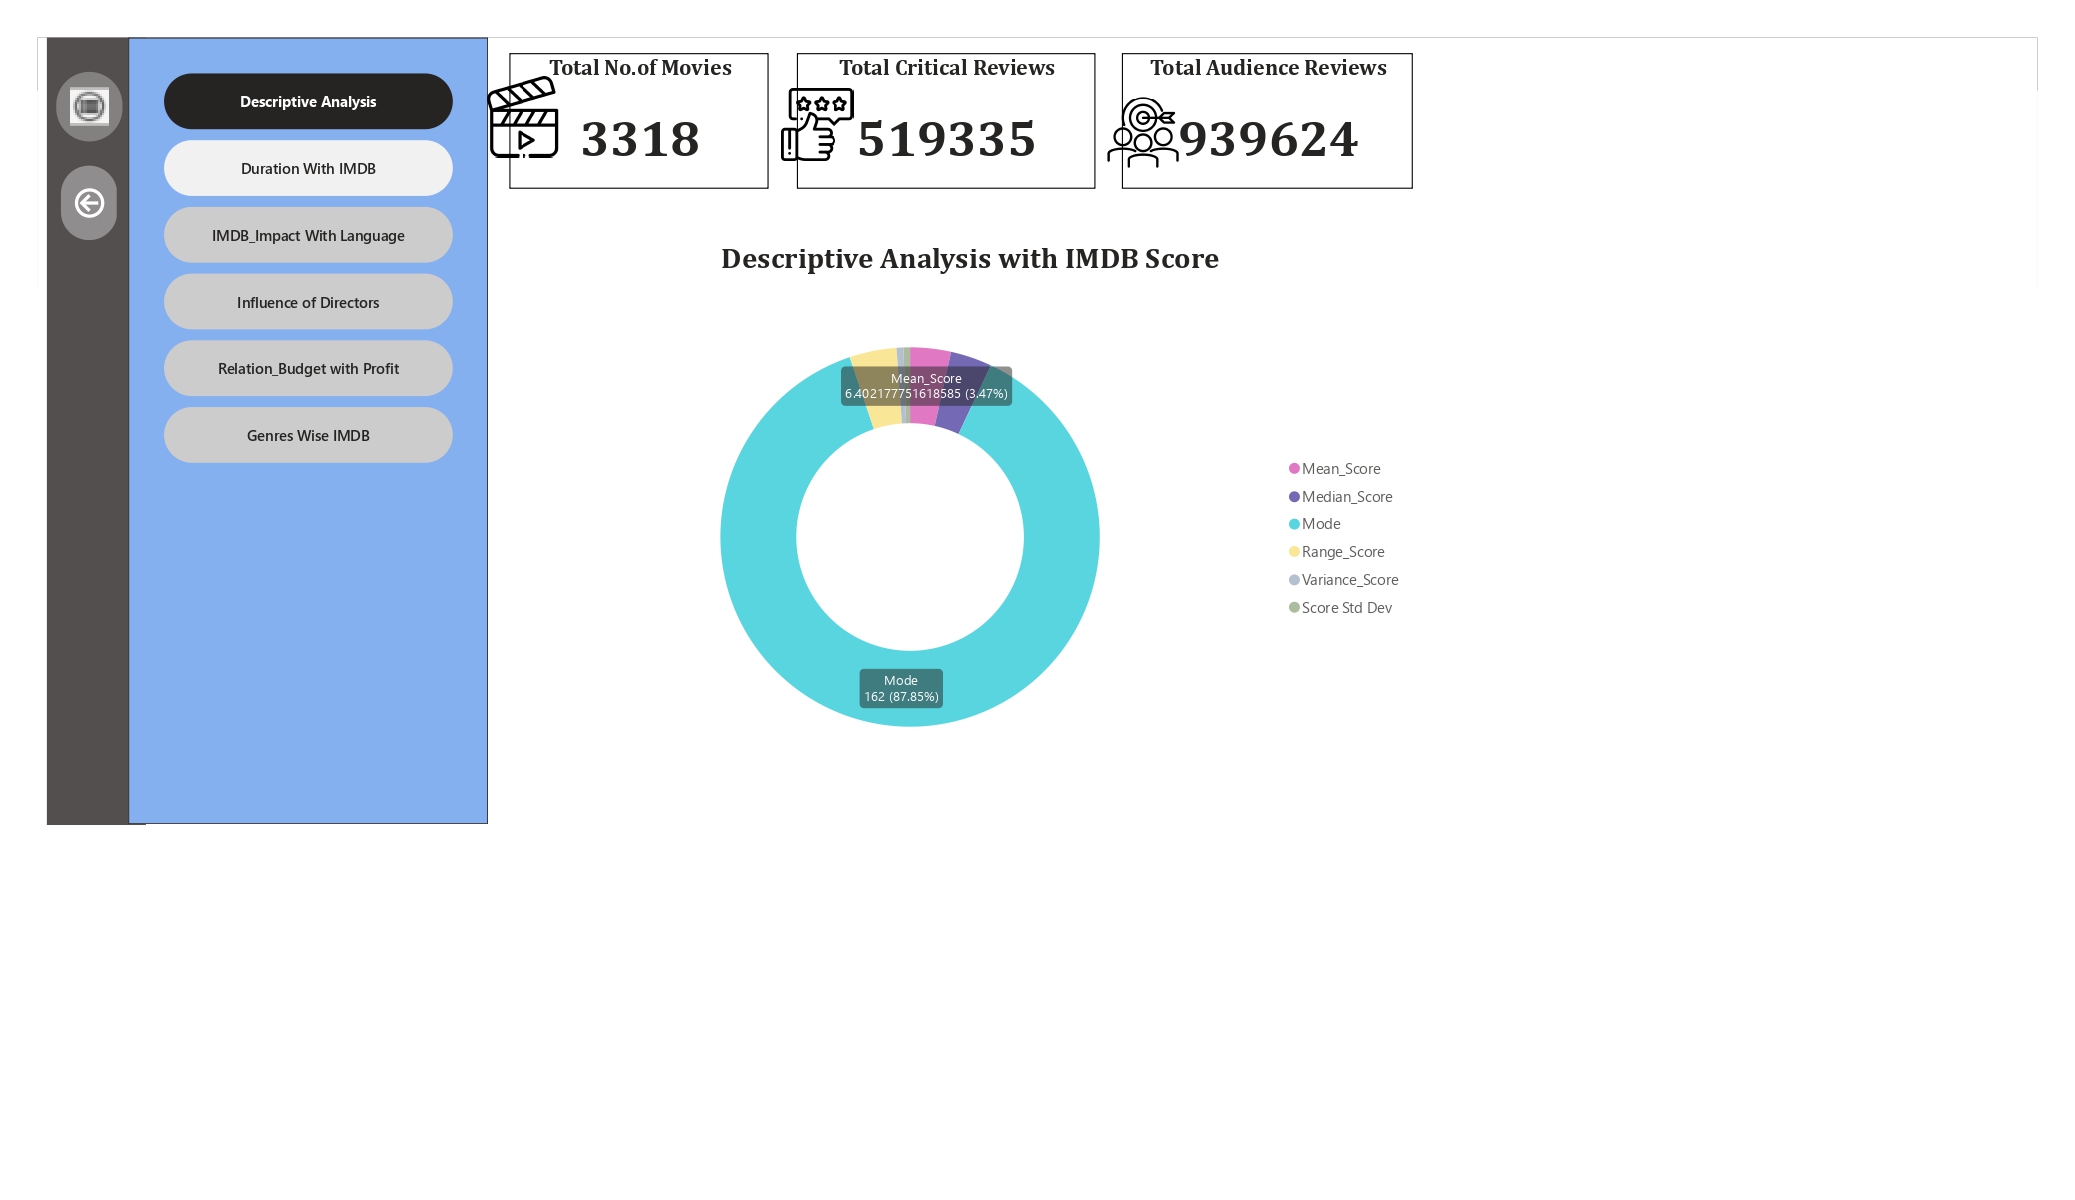 Descriptive Analysis
Duration With IMDB
IMDB_Impact With Language
Influence of Directors
Relation_Budget with Profit
Genres Wise IMDB
Total No.of Movies
3318
Total Critical Reviews
519335
Total Audience Reviews
939624
Descriptive Analysis with IMDB Score
Mean_Score
6.402177751618585 (3.47%)
Mode
162 (87.85%)
Mean_Score
Median_Score
Mode
Range_Score
Variance_Score
Score Std Dev